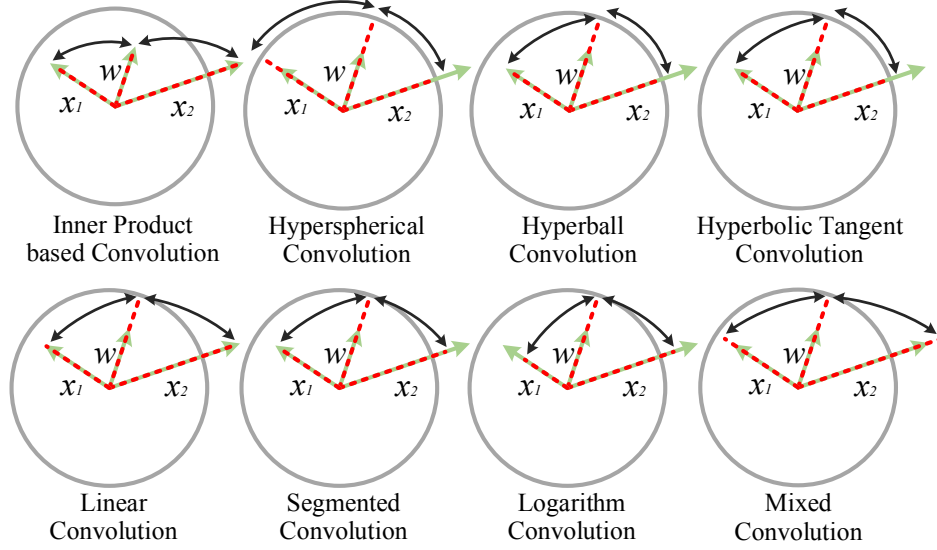 w
x1
x2
Inner Product
based Convolution
w
x1
x2
Hyperspherical
Convolution
w
x1
x2
Hyperball
Convolution
w
x1
x2
Hyperbolic Tangent
Convolution
w
x1
x2
Linear
Convolution
w
x1
x2
Segmented
Convolution
w
x1
x2
Logarithm
Convolution
w
x1
x2
Mixed
Convolution